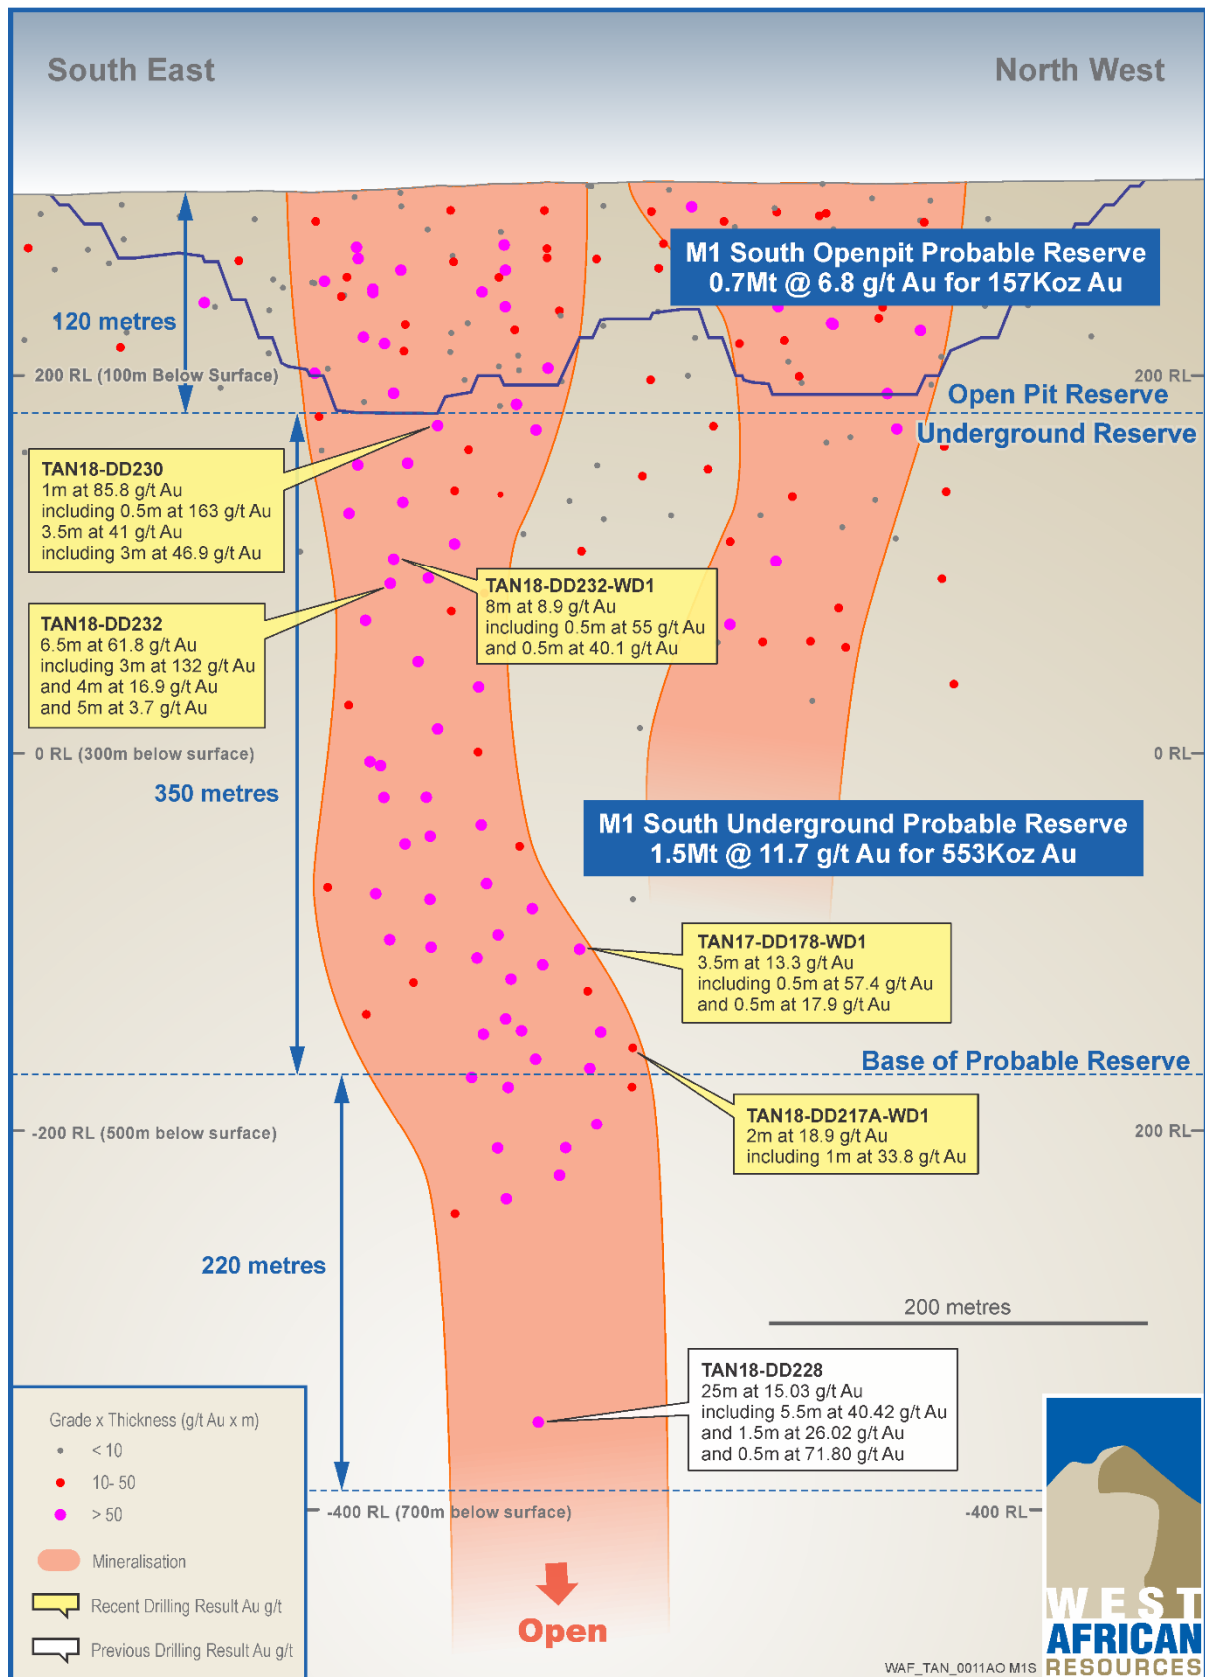 South East
North West
M1 South Openpit Probable Reserve
0.7Mt @ 6.8 g/t Au for 157Koz Au
120 metres
200 RL (100m Below Surface)
200 RL
Open Pit Reserve
Underground Reserve
TAN18-DD230
1m at 85.8 g/t Au
including 0.5m at 163 g/t Au
3.5m at 41 g/t Au
including 3m at 46.9 g/t Au
TAN18-DD232-WD1
8m at 8.9 g/t Au
including 0.5m at 55 g/t Au
and 0.5m at 40.1 g/t Au
TAN18-DD232
6.5m at 61.8 g/t Au
including 3m at 132 g/t Au
and 4m at 16.9 g/t Au
and 5m at 3.7 g/t Au
0 RL (300m below surface)
0 RL
350 metres
M1 South Underground Probable Reserve
1.5Mt @ 11.7 g/t Au for 553Koz Au
TAN17-DD178-WD1
3.5m at 13.3 g/t Au
including 0.5m at 57.4 g/t Au
and 0.5m at 17.9 g/t Au
Base of Probable Reserve
TAN18-DD217A-WD1
2m at 18.9 g/t Au
including 1m at 33.8 g/t Au
-200 RL (500m below surface)
200 RL
220 metres
200 metres
TAN18-DD228
25m at 15.03 g/t Au
including 5.5m at 40.42 g/t Au
and 1.5m at 26.02 g/t Au
and 0.5m at 71.80 g/t Au
-400 RL (700m below surface)
-400 RL
Grade x Thickness (g/t Au x m)
< 10
10- 50
> 50
Mineralisation
Recent Drilling Result Au g/t
Previous Drilling Result Au g/t
Open
WAF_TAN_0011AO M1S
WEST
AFRICAN
RESOURCES